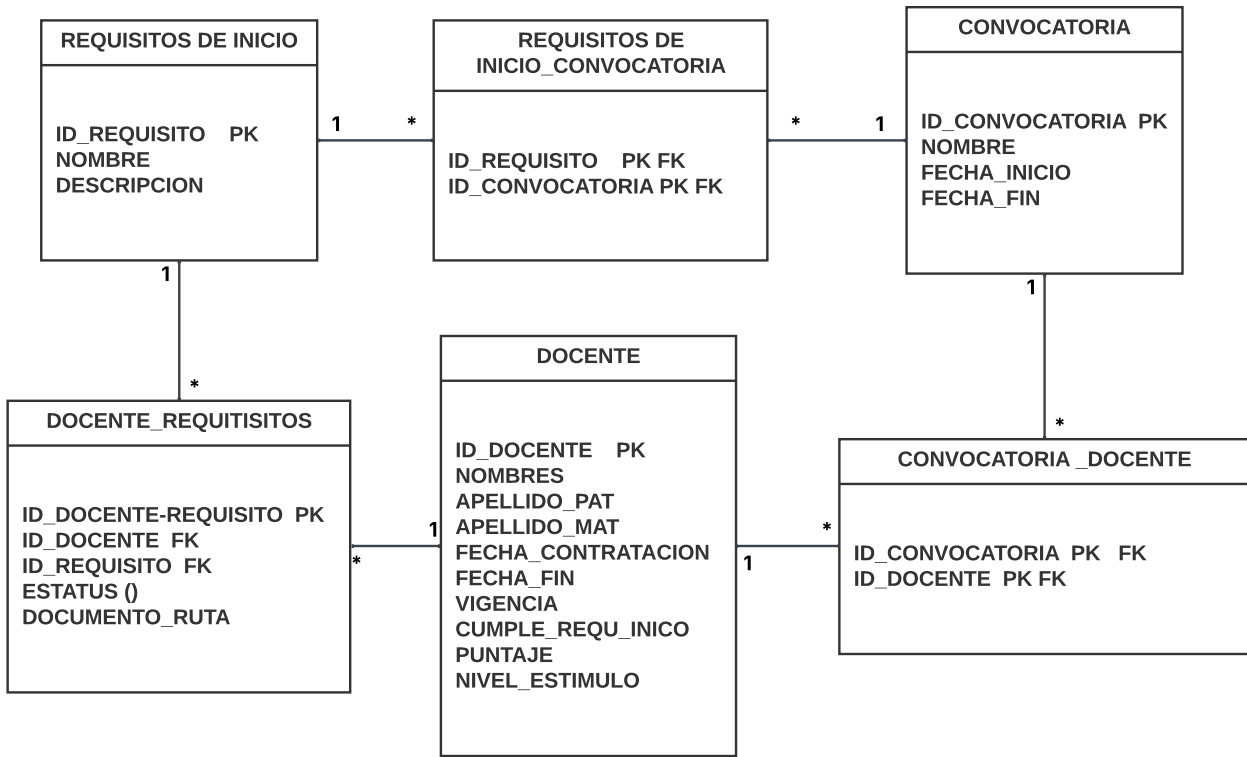 REQUISITOS DE INICIO
ID_REQUISITO PK
NOMBRE
DESCRIPCION
1 *
REQUISITOS DE
INICIO_CONVOCATORIA
ID_REQUISITO PK FK
ID_CONVOCATORIA PK FK
* 1
CONVOCATORIA
ID_CONVOCATORIA PK
NOMBRE
FECHA_INICIO
FECHA_FIN
1
*
1
*
DOCENTE_REQUITISITOS
ID_DOCENTE-REQUISITO PK
ID_DOCENTE FK
ID_REQUISITO FK
ESTATUS ()
DOCUMENTO_RUTA
1
*
DOCENTE
ID_DOCENTE PK
NOMBRES
APELLIDO_PAT
APELLIDO_MAT
FECHA_CONTRATACION
FECHA_FIN
VIGENCIA
CUMPLE_REQU_INICO
PUNTAJE
NIVEL_ESTIMULO
*
1
CONVOCATORIA _DOCENTE
ID_CONVOCATORIA PK FK
ID_DOCENTE PK FK